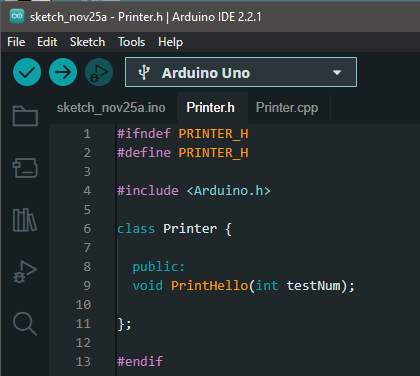 sketch_nov25a - Printer.h | Arduino IDE 2.2.1
File Edit Sketch Tools Help
Arduino Uno
sketch_nov25a.ino Printer.h Printer.cpp
1 #ifndef PRINTER_H
2 #define PRINTER_H
3
4 #include <Arduino.h>
5
6 class Printer {
7
8 public:
9 void PrintHello(int testNum);
10
11 };
12
13 #endif